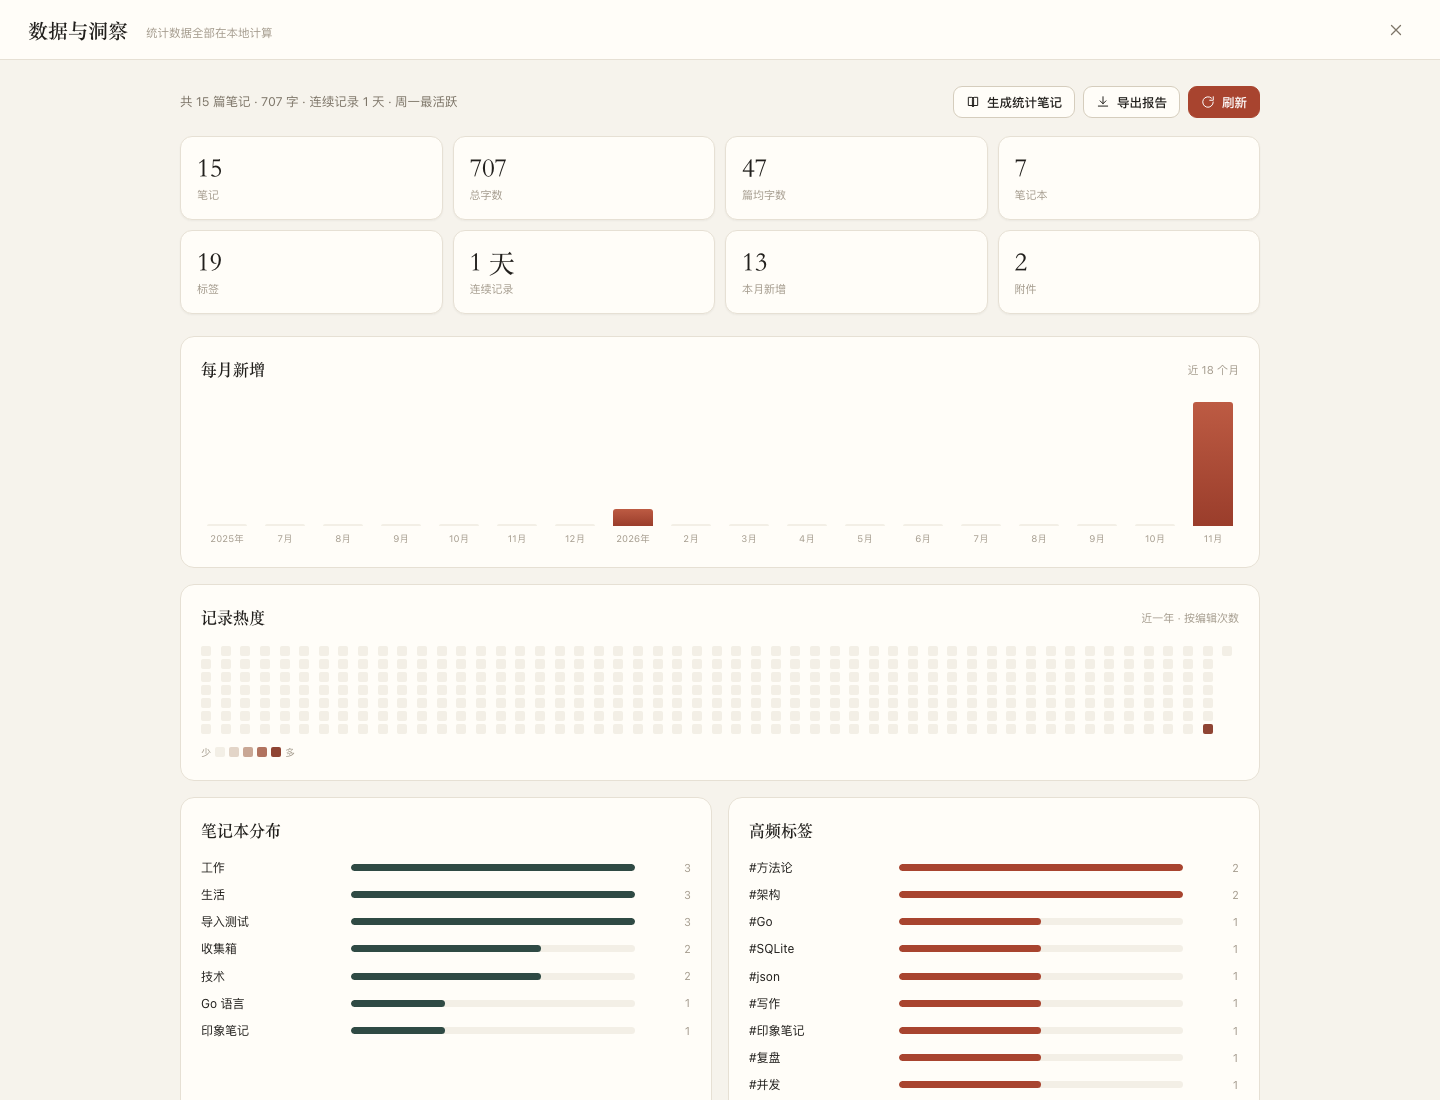 数据与洞察 统计数据全部在本地计算
共 15 篇笔记 · 707 字 · 连续记录 1 天 · 周一最活跃
生成统计笔记 导出报告 刷新
15 707 47 7
笔记 总字数 篇均字数 笔记本
19 1 天 13 2
标签 连续记录 本月新增 附件
每月新增 近 18 个月
2025年 7月 8月 9月 10月 11月 12月 2026年 2月 3月 4月 5月 6月 7月 8月 9月 10月 11月
记录热度 近一年 · 按编辑次数
少 多
笔记本分布
工作 3
生活 3
导入测试 3
收集箱 2
技术 2
Go 语言 1
印象笔记 1
高频标签
#方法论 2
#架构 2
#Go 1
#SQLite 1
#json 1
#写作 1
#印象笔记 1
#复盘 1
#并发 1